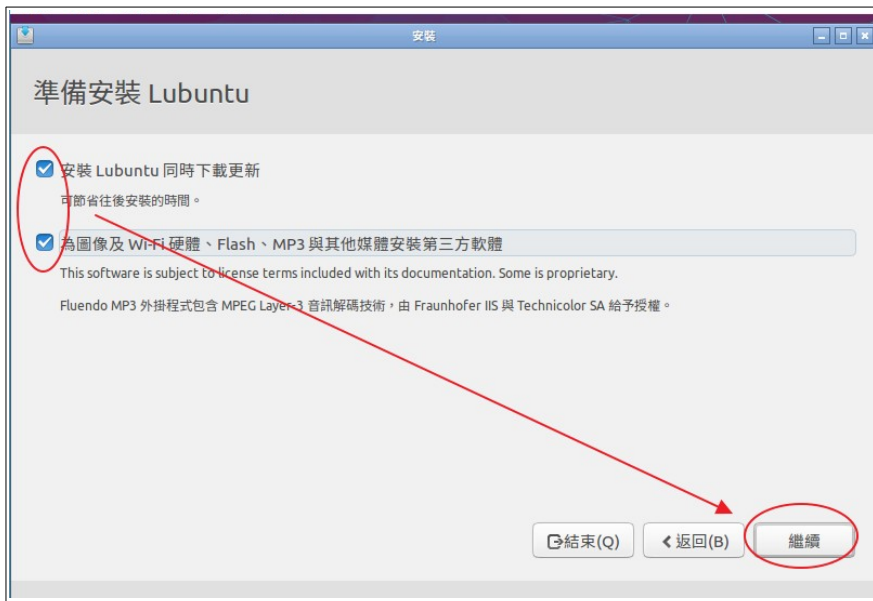 安裝
準備安裝 Lubuntu
安裝 Lubuntu 同時下載更新
可節省往後安裝的時間。
為圖像及 Wi-Fi 硬體、Flash、MP3 與其他媒體安裝第三方軟體
This software is subject to license terms included with its documentation. Some is proprietary.
Fluendo MP3 外掛程式包含 MPEG Layer-3 音訊解碼技術，由 Fraunhofer IIS 與 Technicolor SA 給予授權。
結束(Q) 返回(B) 繼續